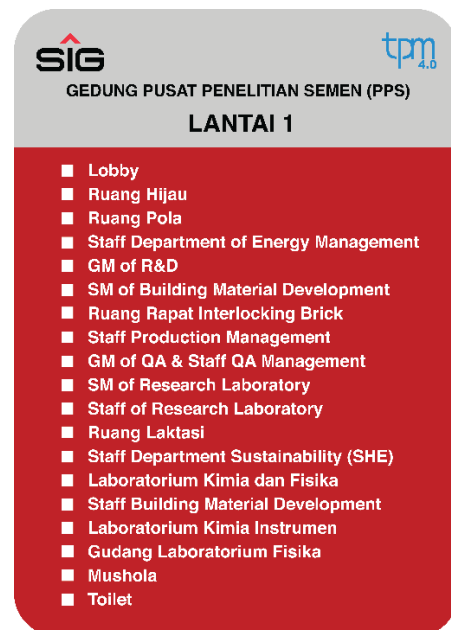 SIG
tpm
4.0
GEDUNG PUSAT PENELITIAN SEMEN (PPS)
LANTAI 1
Lobby
Ruang Hijau
Ruang Pola
Staff Department of Energy Management
GM of R&D
SM of Building Material Development
Ruang Rapat Interlocking Brick
Staff Production Management
GM of QA & Staff QA Management
SM of Research Laboratory
Staff of Research Laboratory
Ruang Laktasi
Staff Department Sustainability (SHE)
Laboratorium Kimia dan Fisika
Staff Building Material Development
Laboratorium Kimia Instrumen
Gudang Laboratorium Fisika
Mushola
Toilet